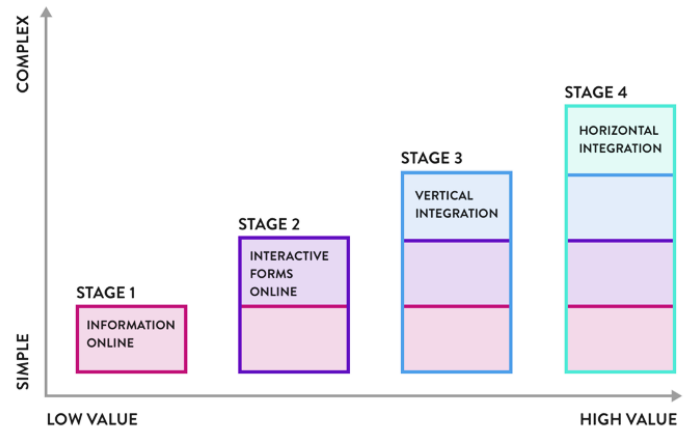 COMPLEX
STAGE 4
HORIZONTAL
INTEGRATION
STAGE 3
VERTICAL
INTEGRATION
STAGE 2
INTERACTIVE
FORMS
ONLINE
STAGE 1
INFORMATION
ONLINE
SIMPLE
LOW VALUE
HIGH VALUE